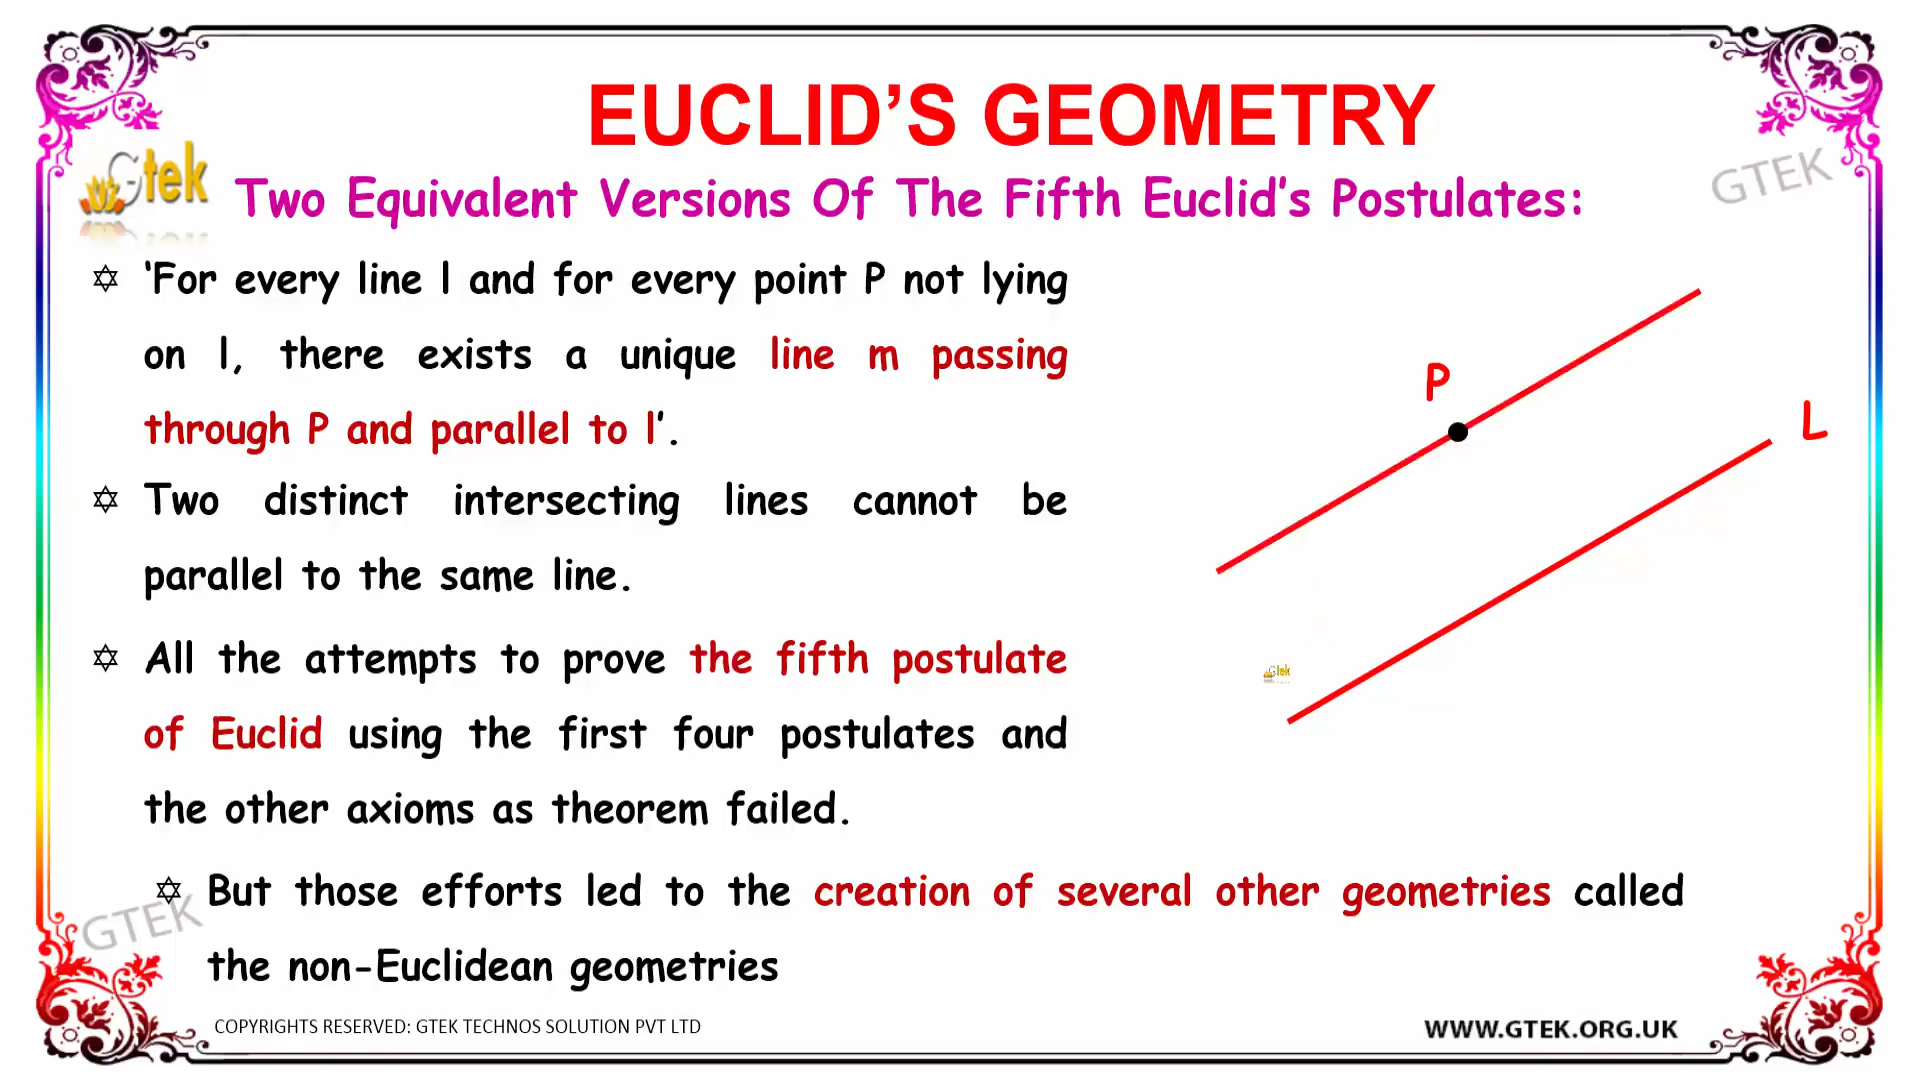 EUCLID’S GEOMETRY
Gtek
GTEK
Two Equivalent Versions Of The Fifth Euclid’s Postulates:
✡ ‘For every line l and for every point P not lying
on l, there exists a unique line m passing
through P and parallel to l’.
P
L
✡ Two distinct intersecting lines cannot be
parallel to the same line.
✡ All the attempts to prove the fifth postulate
of Euclid using the first four postulates and
the other axioms as theorem failed.
Gtek
✡ But those efforts led to the creation of several other geometries called
the non-Euclidean geometries
GTEK
COPYRIGHTS RESERVED: GTEK TECHNOS SOLUTION PVT LTD
WWW.GTEK.ORG.UK